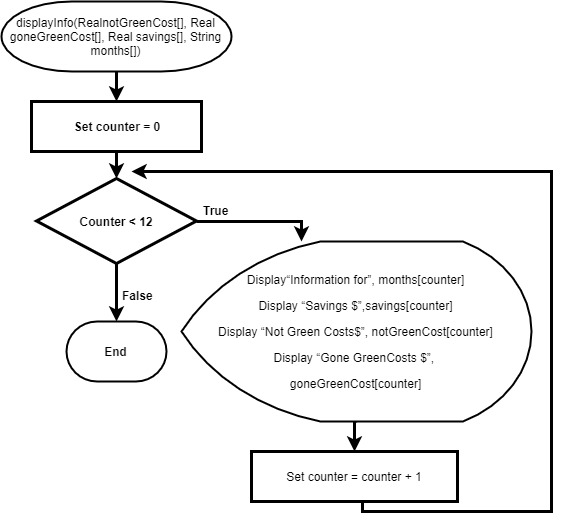 displayInfo(RealnotGreenCost[], Real
goneGreenCost[], Real savings[], String
months[])
Set counter = 0
Counter < 12
True
False
End
Display“Information for”, months[counter]
Display “Savings $”,savings[counter]
Display “Not Green Costs$”, notGreenCost[counter]
Display “Gone GreenCosts $”,
goneGreenCost[counter]
Set counter = counter + 1